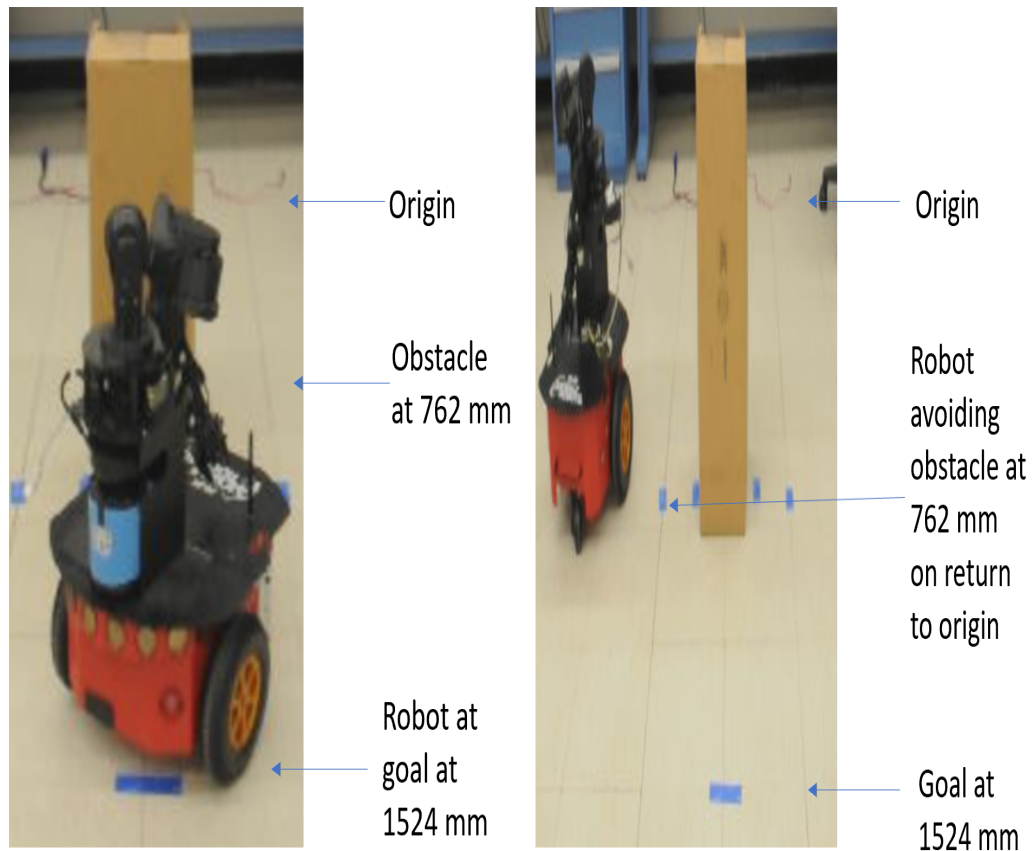 Origin
Obstacle
at 762 mm
Robot at
goal at
1524 mm
Origin
Robot
avoiding
obstacle at
762 mm
on return
to origin
Goal at
1524 mm